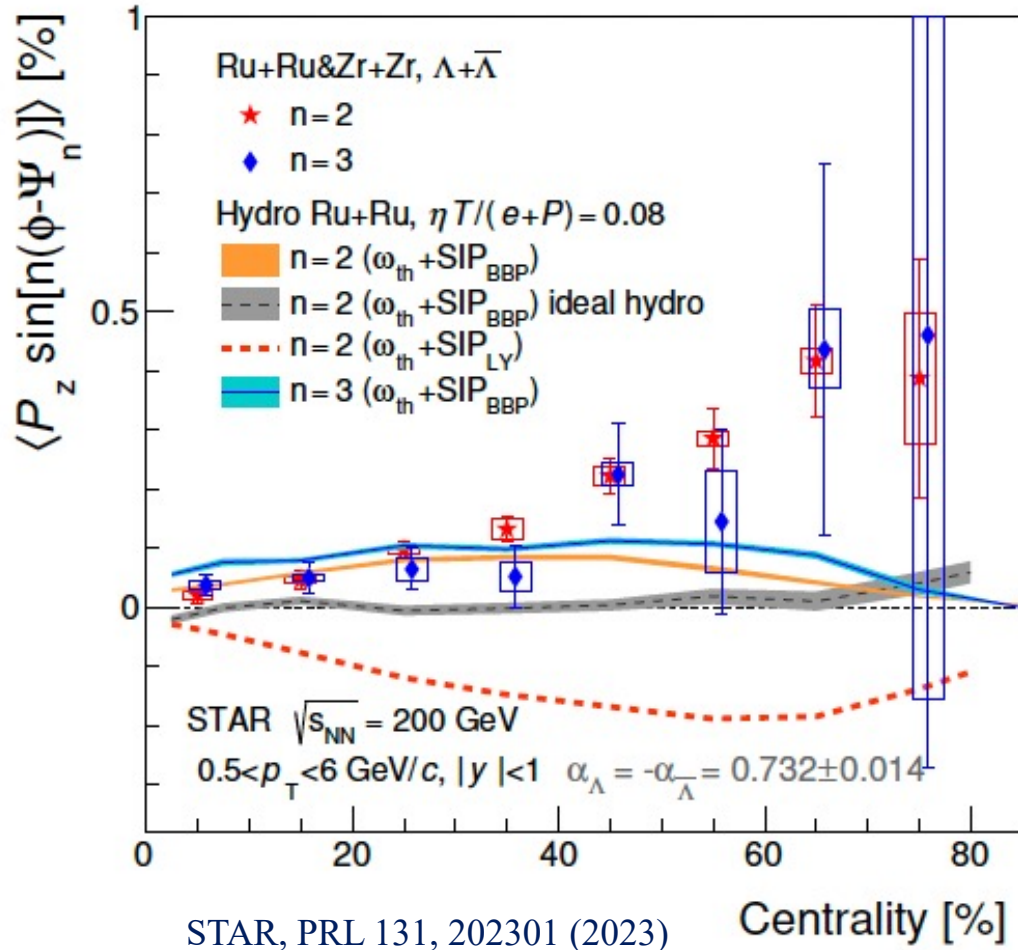 ⟨P_z sin[n(ϕ-Ψ_n)]⟩ [%]
1
0.5
0
Ru+Ru&Zr+Zr, Λ+Λ̅
n=2
n=3
Hydro Ru+Ru, ηT/(e+P)=0.08
n=2 (ω_th+SIP_BBP)
n=2 (ω_th+SIP_BBP) ideal hydro
n=2 (ω_th+SIP_LY)
n=3 (ω_th+SIP_BBP)
STAR √s_NN = 200 GeV
0.5<p_T<6 GeV/c, |y|<1 α_Λ = -α_Λ̅ = 0.732±0.014
0 20 40 60 80
Centrality [%]
STAR, PRL 131, 202301 (2023)